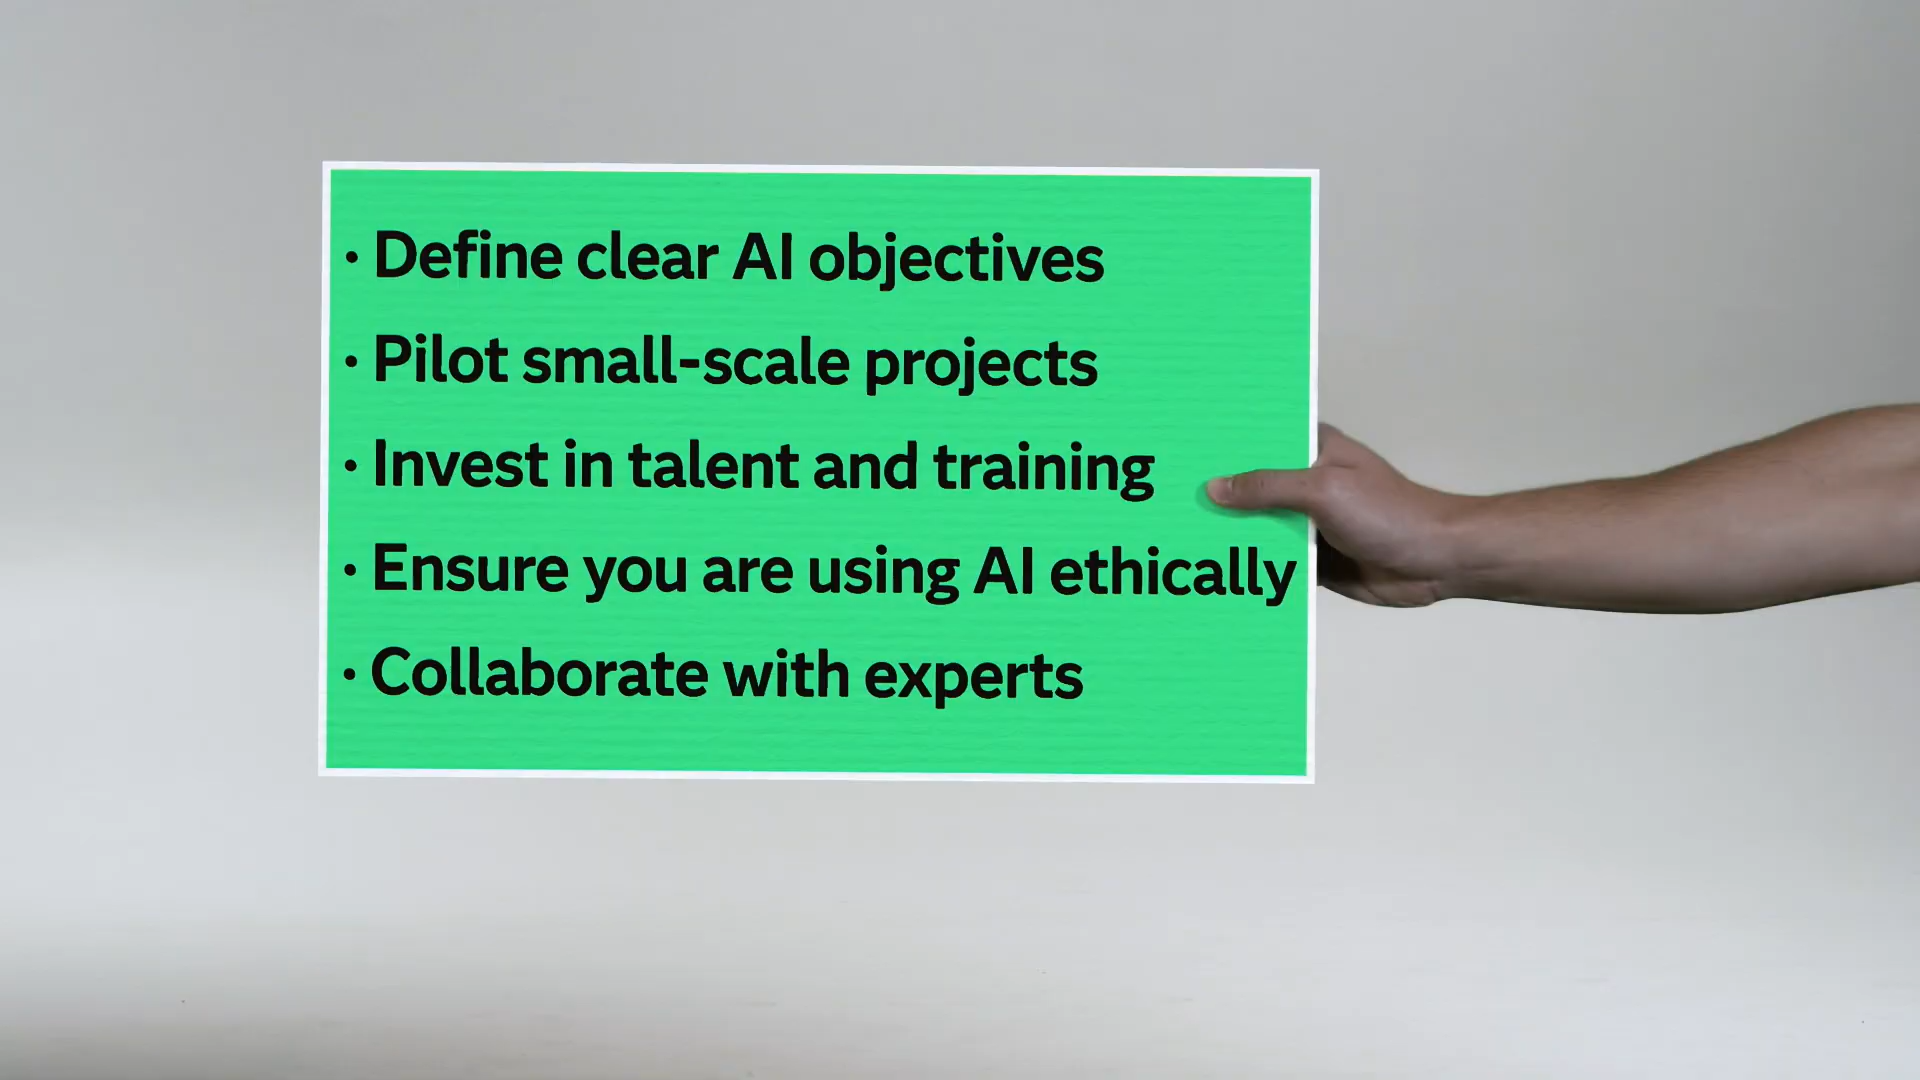 · Define clear AI objectives
· Pilot small-scale projects
· Invest in talent and training
· Ensure you are using AI ethically
· Collaborate with experts